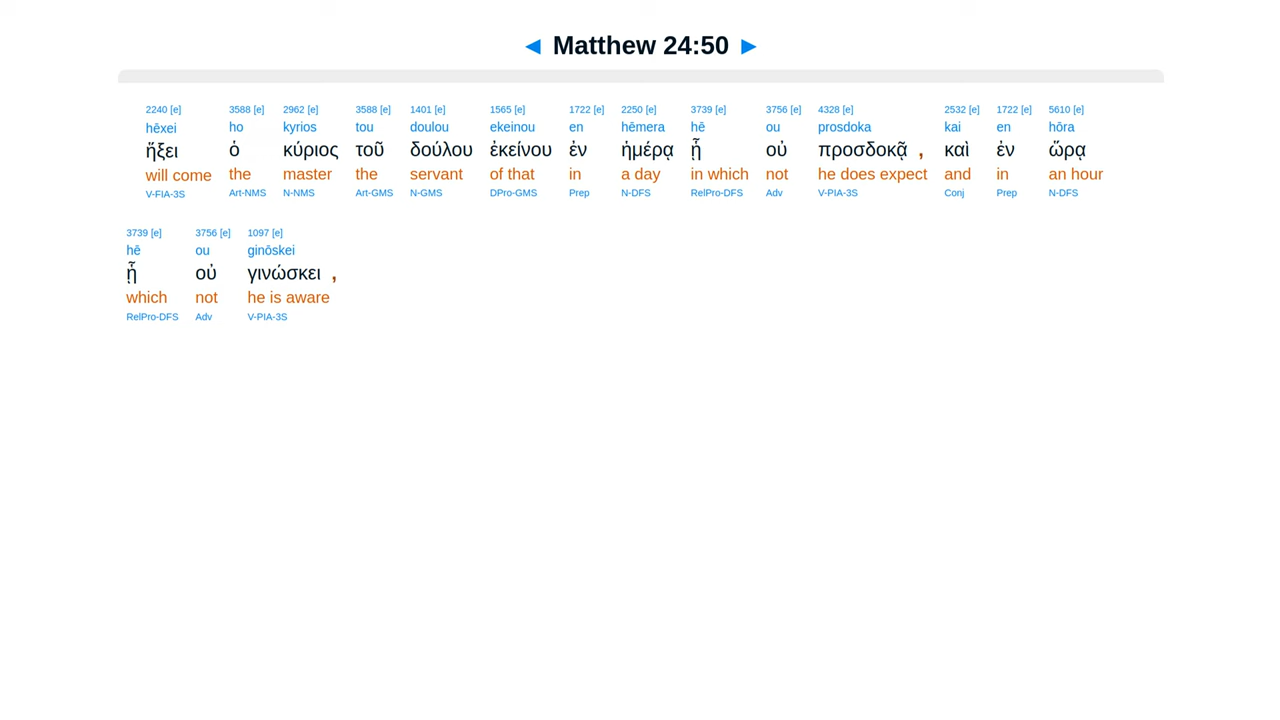 ◄ Matthew 24:50 ►
2240 [e] 3588 [e] 2962 [e] 3588 [e] 1401 [e] 1565 [e] 1722 [e] 2250 [e] 3739 [e] 3756 [e] 4328 [e] 2532 [e] 1722 [e] 5610 [e]
hēxei ho kyrios tou doulou ekeinou en hēmera hē ou prosdoka kai en hōra
ἥξει ὁ κύριος τοῦ δούλου ἐκείνου ἐν ἡμέρᾳ ᾗ οὐ προσδοκᾷ , καὶ ἐν ὥρᾳ
will come the master the servant of that in a day in which not he does expect and in an hour
V-FIA-3S Art-NMS N-NMS Art-GMS N-GMS DPro-GMS Prep N-DFS RelPro-DFS Adv V-PIA-3S Conj Prep N-DFS
3739 [e] 3756 [e] 1097 [e]
hē ou ginōskei
ᾗ οὐ γινώσκει ,
which not he is aware
RelPro-DFS Adv V-PIA-3S